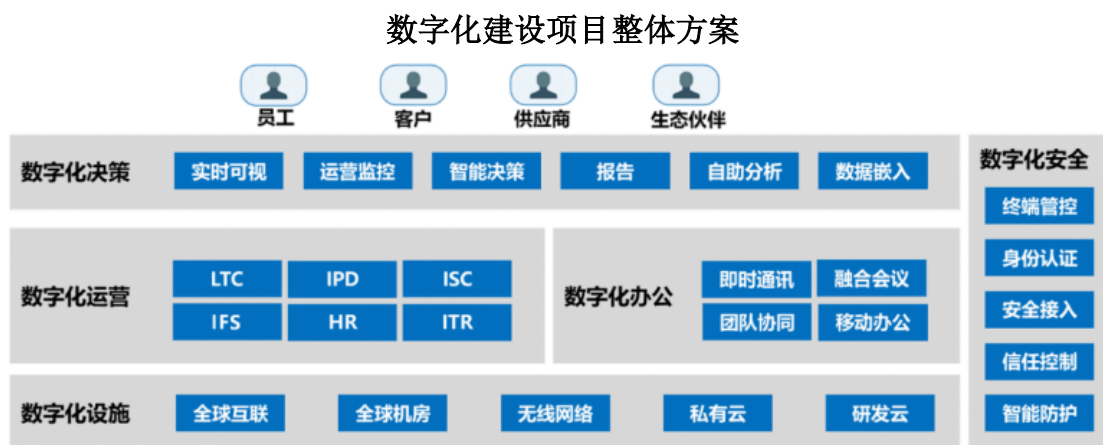 数字化建设项目整体方案
员工 客户 供应商 生态伙伴
数字化决策 实时可视 运营监控 智能决策 报告 自助分析 数据嵌入
数字化运营
LTC IPD ISC
IFS HR ITR
数字化办公
即时通讯 融合会议
团队协同 移动办公
数字化设施 全球互联 全球机房 无线网络 私有云 研发云
数字化安全
终端管控
身份认证
安全接入
信任控制
智能防护